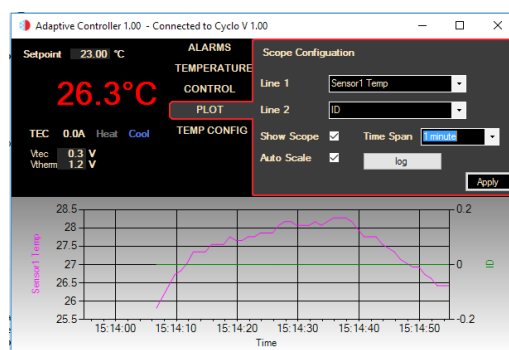 Adaptive Controller 1.00 - Connected to Cyclo V 1.00
Setpoint 23.00 °C
26.3°C
TEC 0.0A Heat Cool
Vtec 0.3 V
Vtherm 1.2 V
ALARMS
TEMPERATURE
CONTROL
PLOT
TEMP CONFIG
Scope Configuation
Line 1 Sensor1 Temp
Line 2 ID
Show Scope Time Span 1 minute
Auto Scale log
Apply
28.5
28
27.5
27
26.5
26
25.5
Sensor1 Temp
0.2
0
-0.2
ID
15:14:00 15:14:10 15:14:20 15:14:30 15:14:40 15:14:50
Time